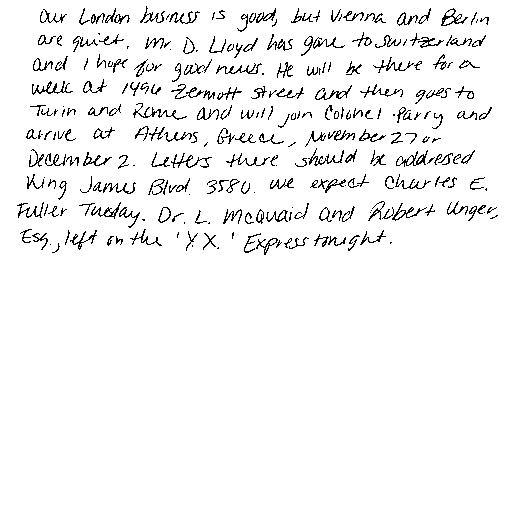 Our London business is good, but Vienna and Berlin
are quiet. Mr. D. Lloyd has gone to Switzerland
and I hope for good news. He will be there for a
week at 1496 Zermott Street and then goes to
Turin and Rome and will join Colonel Parry and
arrive at Athens, Greece, November 27 or
December 2. Letters there should be addressed
King James Blvd. 3580. We expect Charles E.
Fuller Tuesday. Dr. L. McQuaid and Robert Unger,
Esq., left on the 'Y.X.' Express tonight.